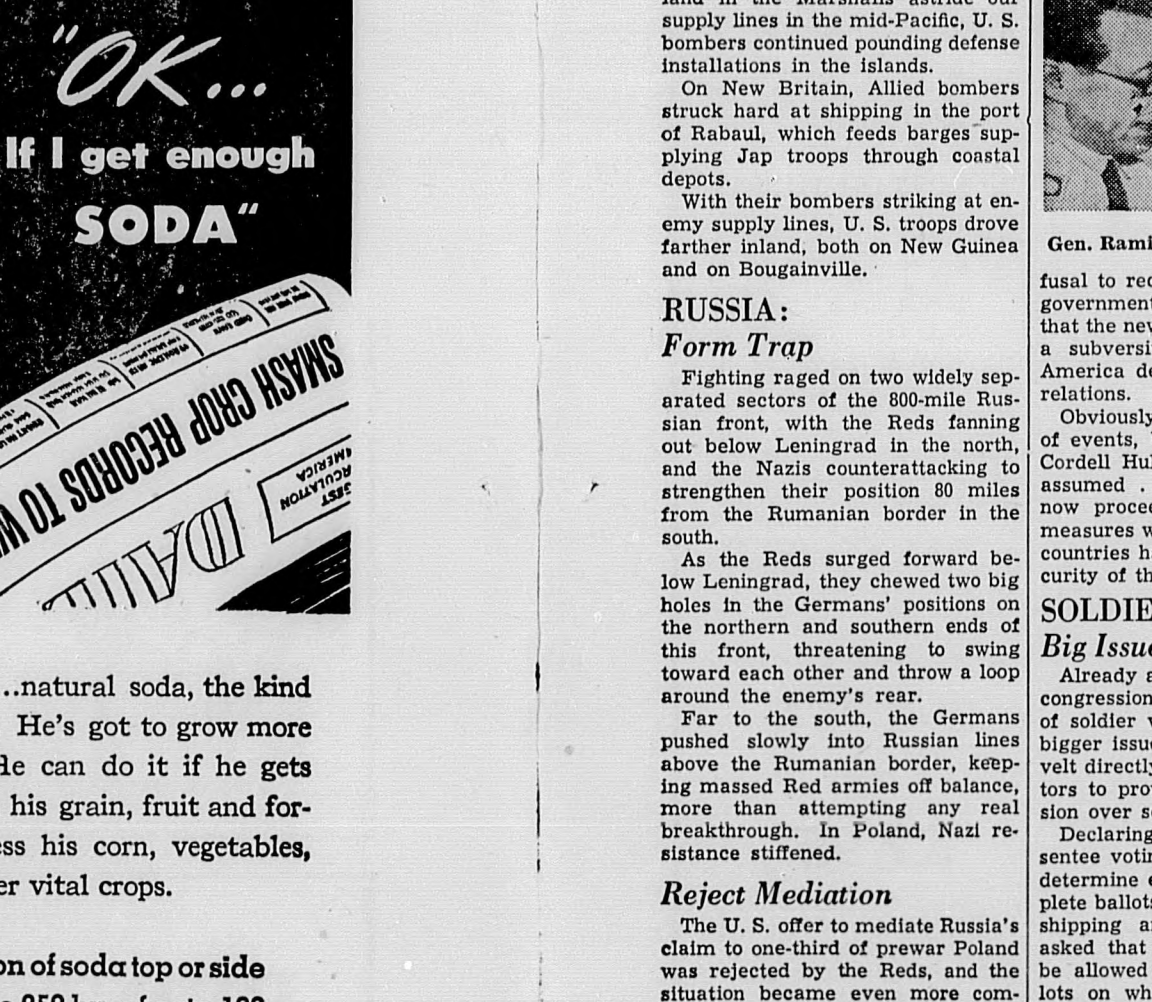 "OK...
If I get enough
SODA"
SMASH CROP RECORDS TO
DAIL
AMERICA
...natural soda, the kind
He's got to grow more
He can do it if he gets
his grain, fruit and for-
ess his corn, vegetables,
er vital crops.
on of soda top or side
supply lines in the mid-Pacific, U. S.
bombers continued pounding defense
installations in the islands.
On New Britain, Allied bombers
struck hard at shipping in the port
of Rabaul, which feeds barges sup-
plying Jap troops through coastal
depots.
With their bombers striking at en-
emy supply lines, U. S. troops drove
farther inland, both on New Guinea
and on Bougainville.
RUSSIA:
Form Trap
Fighting raged on two widely sep-
arated sectors of the 800-mile Rus-
sian front, with the Reds fanning
out below Leningrad in the north,
and the Nazis counterattacking to
strengthen their position 80 miles
from the Rumanian border in the
south.
As the Reds surged forward be-
low Leningrad, they chewed two big
holes in the Germans' positions on
the northern and southern ends of
this front, threatening to swing
toward each other and throw a loop
around the enemy's rear.
Far to the south, the Germans
pushed slowly into Russian lines
above the Rumanian border, keep-
ing massed Red armies off balance,
more than attempting any real
breakthrough. In Poland, Nazi re-
sistance stiffened.
Reject Mediation
The U. S. offer to mediate Russia's
claim to one-third of prewar Poland
was rejected by the Reds, and the
situation became even more com-
Gen. Rami
fusal to rec
government
that the nev
a subversi
America de
relations.
Obviously
of events,
Cordell Hul
assumed .
now procee
measures w
countries h
curity of th
SOLDIE
Big Issue
Already a
congression
of soldier v
bigger issue
velt directly
tors to prov
sion over s
Declaring
sentee votin
determine e
plete ballots
shipping a
asked that
be allowed
lots on wh